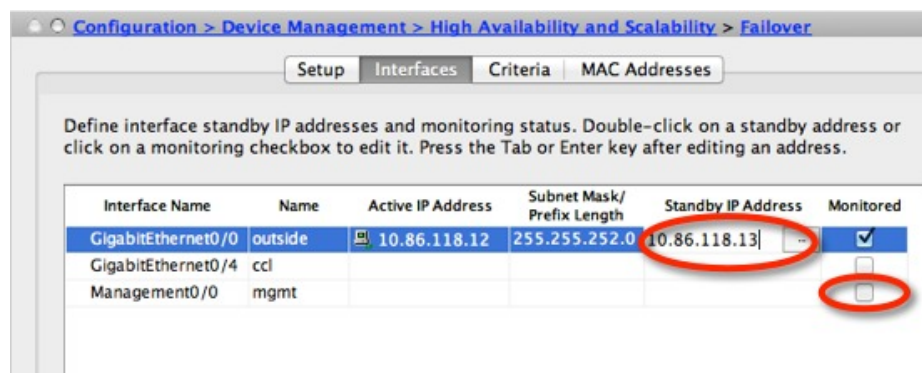 Configuration > Device Management > High Availability and Scalability > Failover
Setup Interfaces Criteria MAC Addresses
Define interface standby IP addresses and monitoring status. Double-click on a standby address or
click on a monitoring checkbox to edit it. Press the Tab or Enter key after editing an address.
Interface Name Name Active IP Address Subnet Mask/ Prefix Length Standby IP Address Monitored
GigabitEthernet0/0 outside 10.86.118.12 255.255.252.0 10.86.118.13 ..
GigabitEthernet0/4 ccl
Management0/0 mgmt